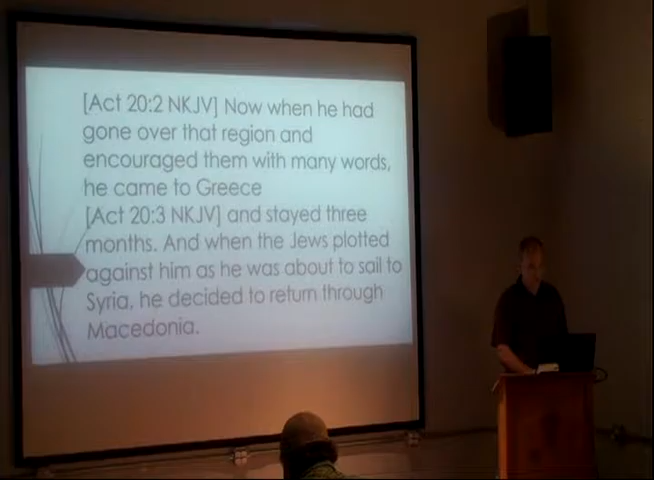 [Act 20:2 NKJV] Now when he had
gone over that region and
encouraged them with many words,
he came to Greece
[Act 20:3 NKJV] and stayed three
months. And when the Jews plotted
against him as he was about to sail to
Syria, he decided to return through
Macedonia.